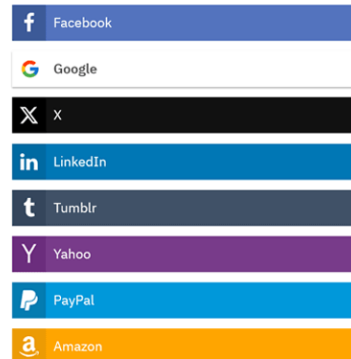 Facebook
Google
X
LinkedIn
Tumblr
Yahoo
PayPal
Amazon